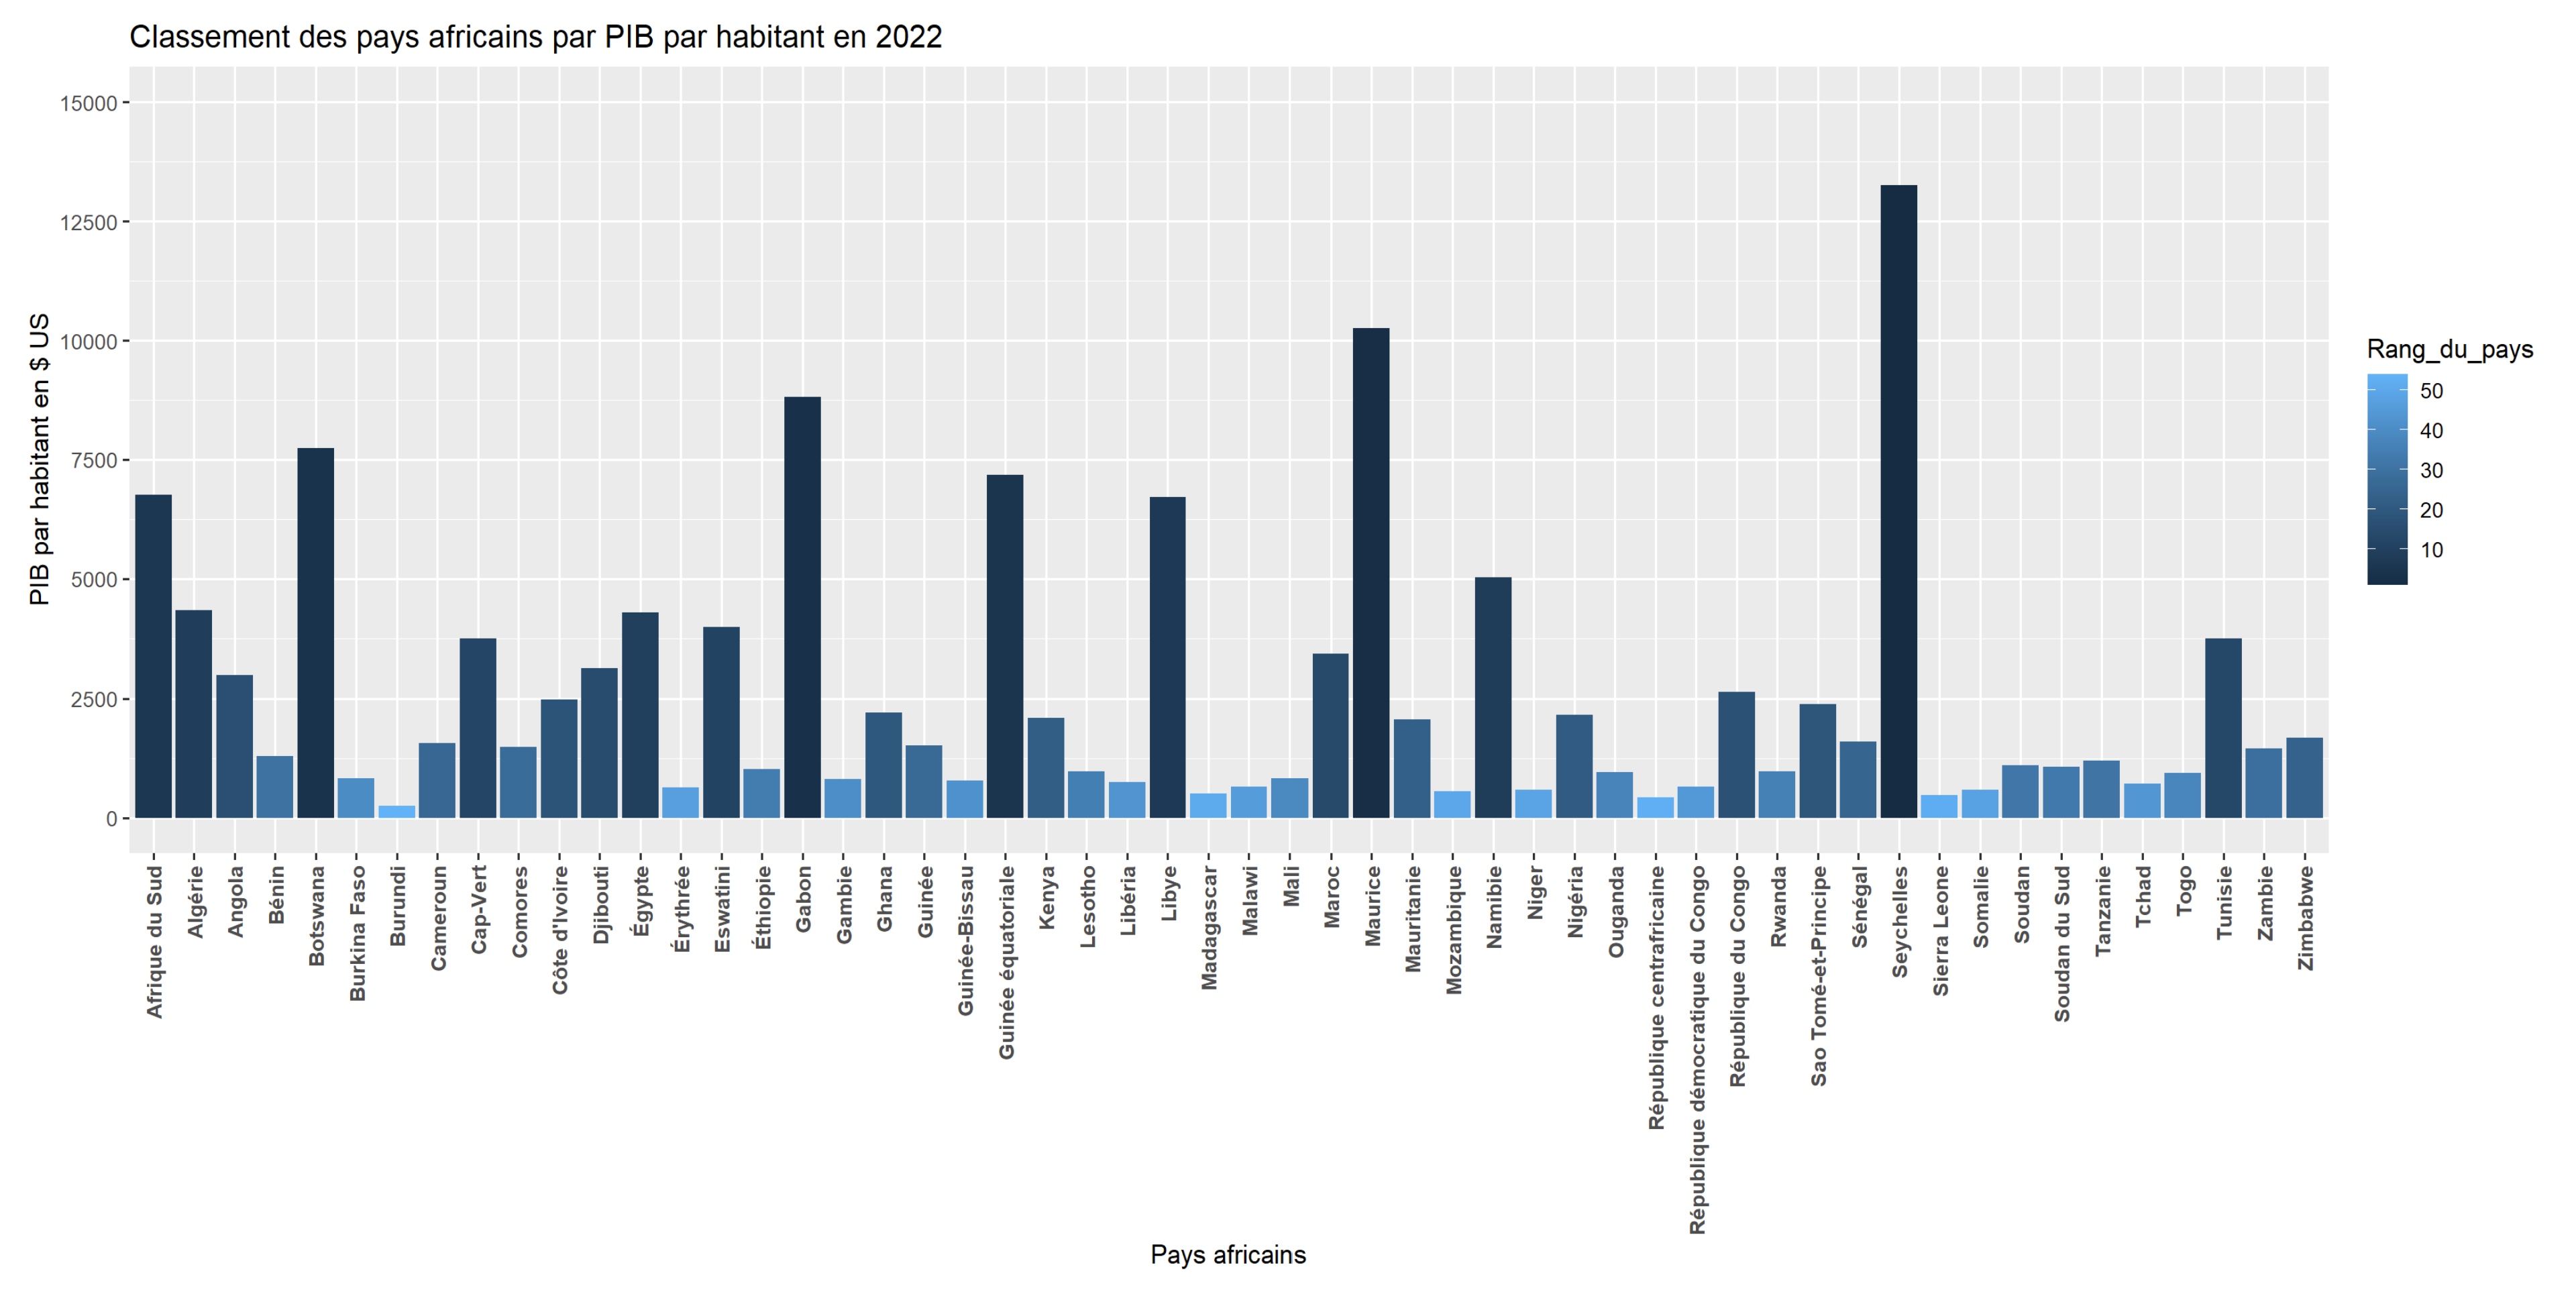 Classement des pays africains par PIB par habitant en 2022
PIB par habitant en $ US
15000
12500
10000
7500
5000
2500
0
Afrique du Sud
Algérie
Angola
Bénin
Botswana
Burkina Faso
Burundi
Cameroun
Cap-Vert
Comores
Côte d'Ivoire
Djibouti
Égypte
Érythrée
Eswatini
Éthiopie
Gabon
Gambie
Ghana
Guinée
Guinée-Bissau
Guinée équatoriale
Kenya
Lesotho
Libéria
Libye
Madagascar
Malawi
Mali
Maroc
Maurice
Mauritanie
Mozambique
Namibie
Niger
Nigéria
Ouganda
République centrafricaine
République démocratique du Congo
République du Congo
Rwanda
Sao Tomé-et-Principe
Sénégal
Seychelles
Sierra Leone
Somalie
Soudan
Soudan du Sud
Tanzanie
Tchad
Togo
Tunisie
Zambie
Zimbabwe
Pays africains
Rang_du_pays
50
40
30
20
10